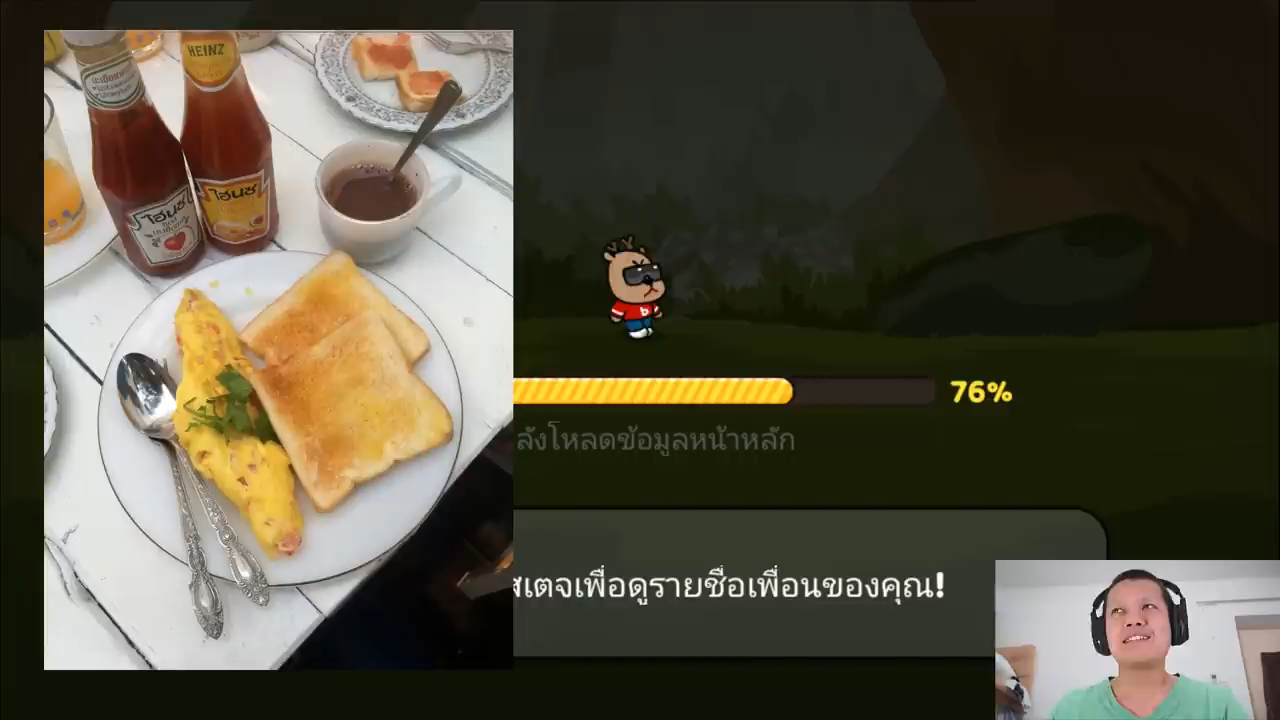 HEINZ
ไฮนซ์
ไฮนซ์
76%
ลังโหลดข้อมูลหน้าหลัก
สเตจเพื่อดูรายชื่อเพื่อนของคุณ!
b